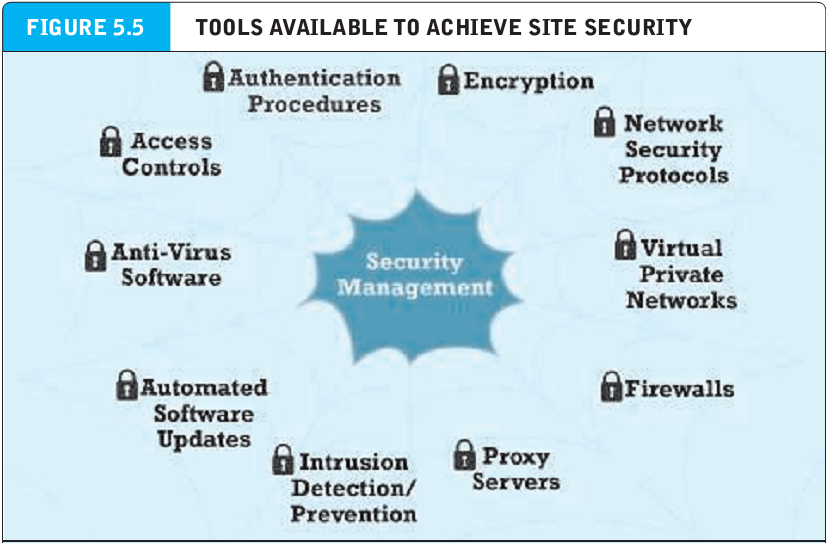 FIGURE 5.5
TOOLS AVAILABLE TO ACHIEVE SITE SECURITY
Authentication
Procedures
Encryption
Network
Security
Protocols
Virtual
Private
Networks
Firewalls
Proxy
Servers
Intrusion
Detection/
Prevention
Automated
Software
Updates
Anti-Virus
Software
Access
Controls
Security
Management